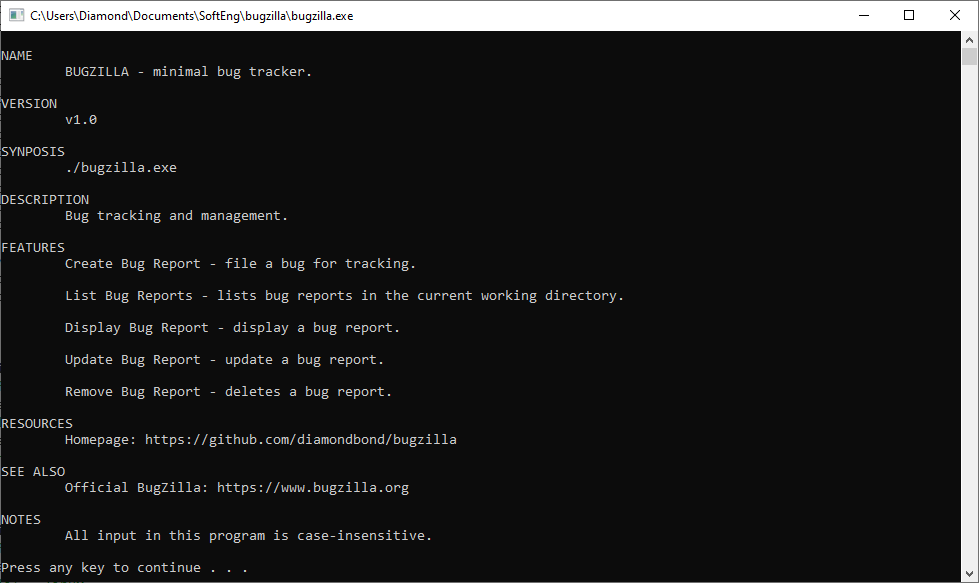 C:\Users\Diamond\Documents\SoftEng\bugzilla\bugzilla.exe
NAME
BUGZILLA - minimal bug tracker.
VERSION
v1.0
SYNPOSIS
./bugzilla.exe
DESCRIPTION
Bug tracking and management.
FEATURES
Create Bug Report - file a bug for tracking.
List Bug Reports - lists bug reports in the current working directory.
Display Bug Report - display a bug report.
Update Bug Report - update a bug report.
Remove Bug Report - deletes a bug report.
RESOURCES
Homepage: https://github.com/diamondbond/bugzilla
SEE ALSO
Official BugZilla: https://www.bugzilla.org
NOTES
All input in this program is case-insensitive.
Press any key to continue . . .